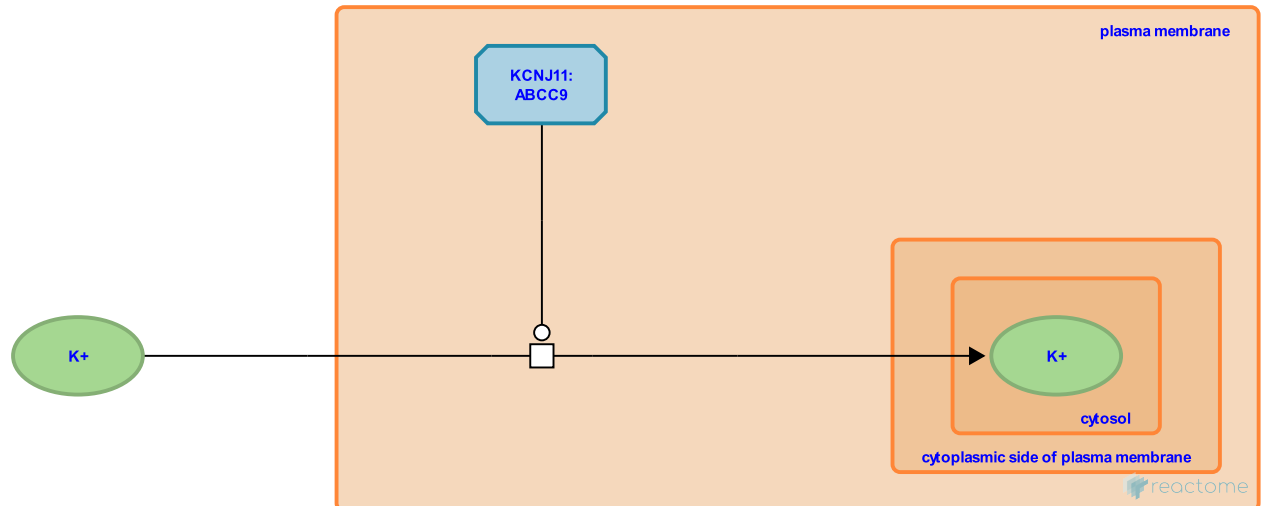 plasma membrane
KCNJ11:
ABCC9
K+
K+
cytosol
cytoplasmic side of plasma membrane
reactome